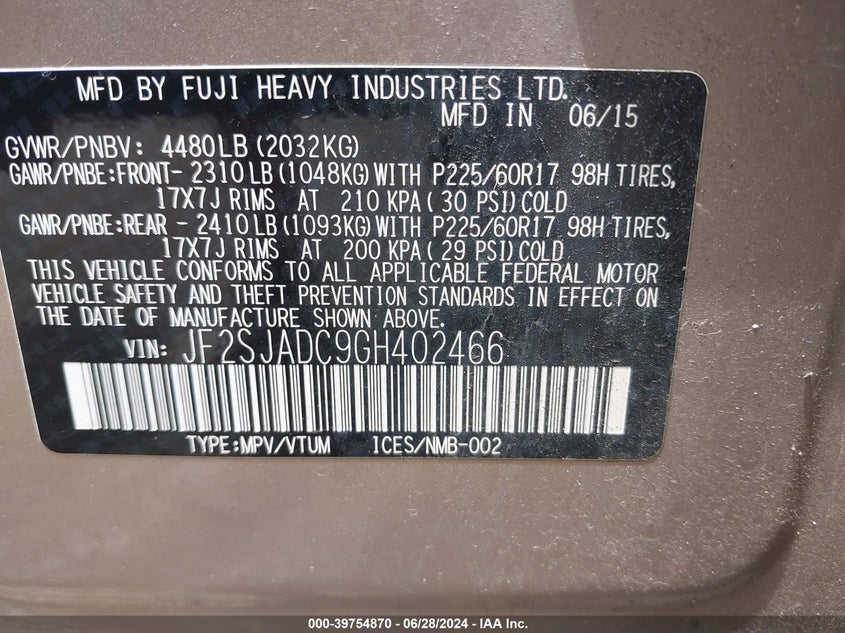 MFD BY FUJI HEAVY INDUSTRIES LTD.
MFD IN 06/15
GVWR/PNBV: 4480LB (2032KG)
GAWR/PNBE:FRONT- 2310LB (1048KG)WITH P225/60R17 98H TIRES,
17X7J RIMS AT 210 KPA ( 30 PSI)COLD
GAWR/PNBE:REAR - 2410LB (1093KG)WITH P225/60R17 98H TIRES,
17X7J RIMS AT 200 KPA ( 29 PSI)COLD
THIS VEHICLE CONFORMS TO ALL APPLICABLE FEDERAL MOTOR
VEHICLE SAFETY AND THEFT PREVENTION STANDARDS IN EFFECT ON
THE DATE OF MANUFACTURE SHOWN ABOVE.
VIN: JF2SJADC9GH402466
TYPE:MPV/VTUM ICES/NMB-002
000-39754870 - 06/28/2024 - IAA Inc.